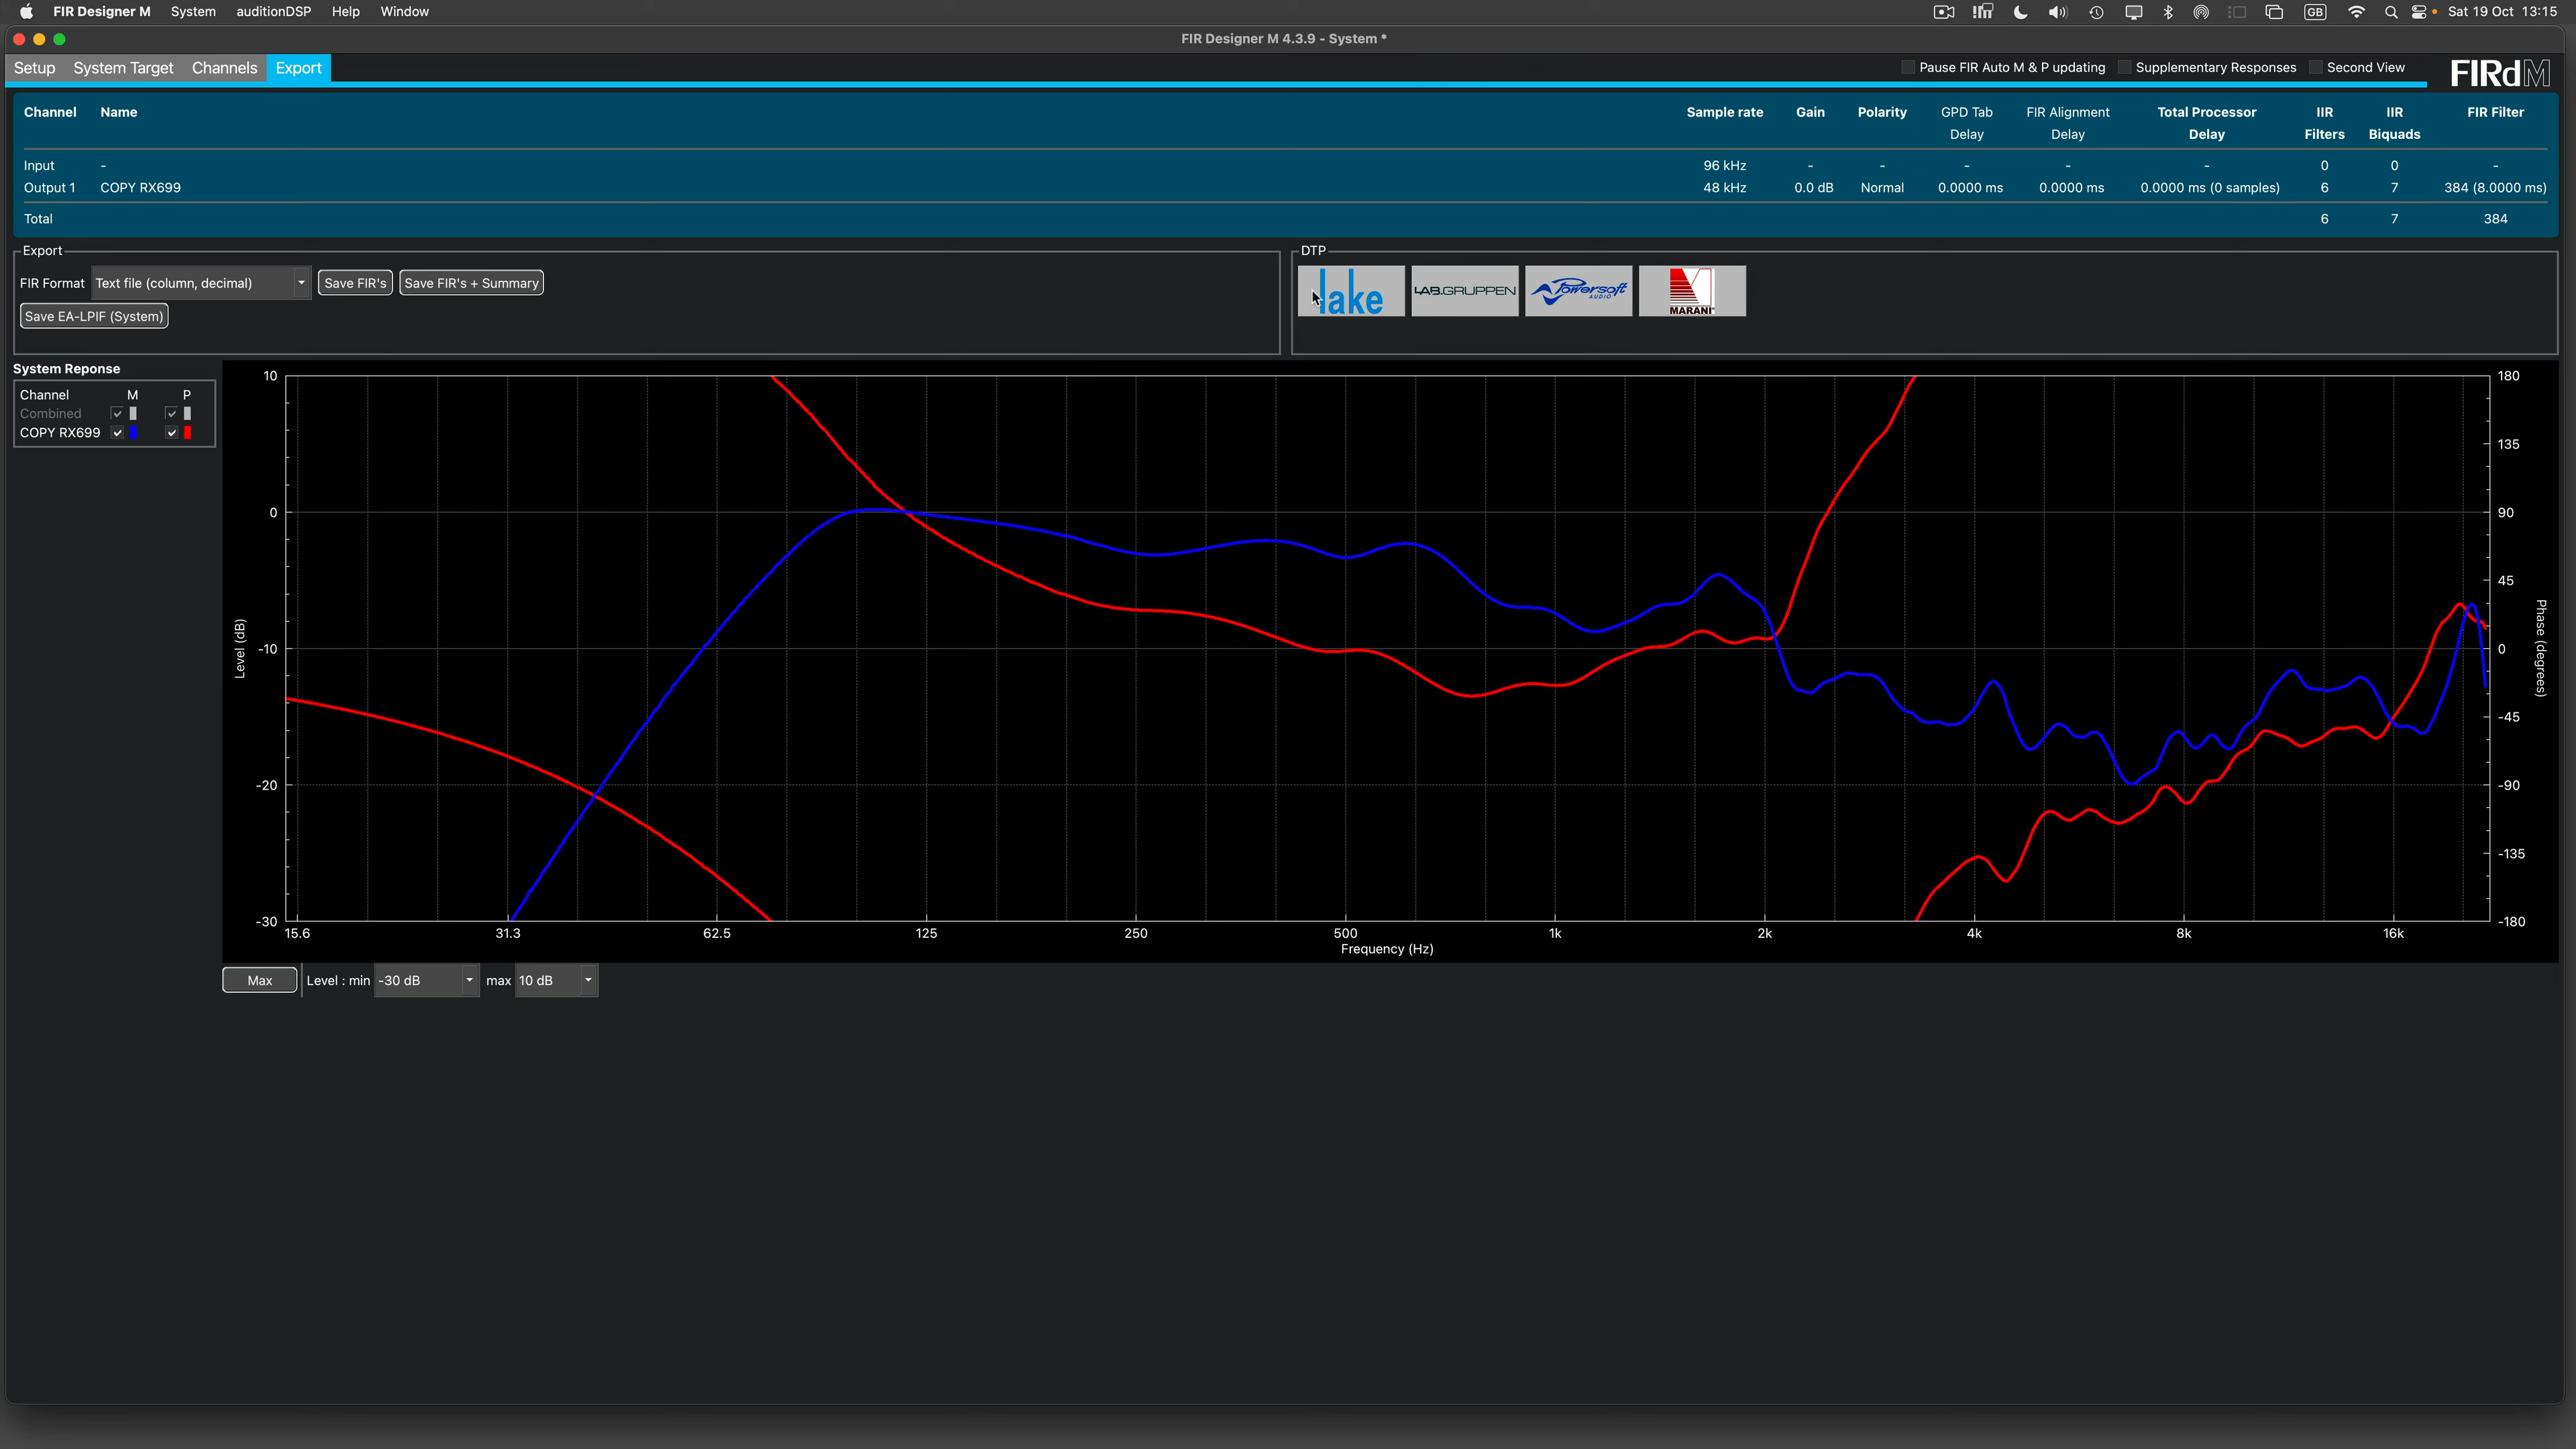 FIR Designer M System auditionDSP Help Window GB Sat 19 Oct 13:15
FIR Designer M 4.3.9 - System *
Setup System Target Channels Export Pause FIR Auto M & P updating Supplementary Responses Second View FIRdM
Channel Name Sample rate Gain Polarity GPD Tab FIR Alignment Total Processor IIR IIR FIR Filter
Delay Delay Delay Filters Biquads
Input - 96 kHz - - - - - 0 0 -
Output 1 COPY RX699 48 kHz 0.0 dB Normal 0.0000 ms 0.0000 ms 0.0000 ms (0 samples) 6 7 384 (8.0000 ms)
Total 6 7 384
Export DTP
FIR Format Text file (column, decimal) Save FIR's Save FIR's + Summary lake LAB.GRUPPEN Powersoft AUDIO MARANI
Save EA-LPIF (System)
System Reponse
Channel M P
Combined
COPY RX699
10 180
135
0 90
45
-10 0
-45
-20 -90
-135
-30 -180
Level (dB)
Phase (degrees)
15.6 31.3 62.5 125 250 500 1k 2k 4k 8k 16k
Frequency (Hz)
Max Level : min -30 dB max 10 dB